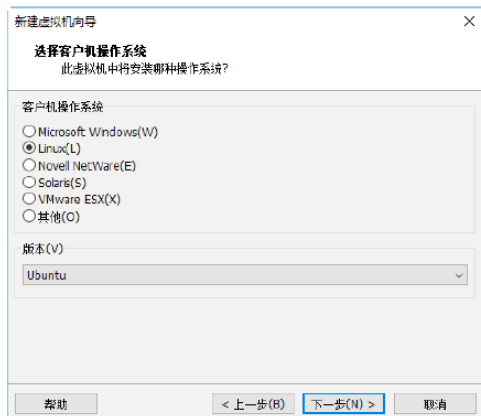 新建虚拟机向导
选择客户机操作系统
此虚拟机中将安装哪种操作系统?
客户机操作系统
Microsoft Windows(W)
Linux(L)
Novell NetWare(E)
Solaris(S)
VMware ESX(X)
其他(O)
版本(V)
Ubuntu
帮助
< 上一步(B)
下一步(N) >
取消